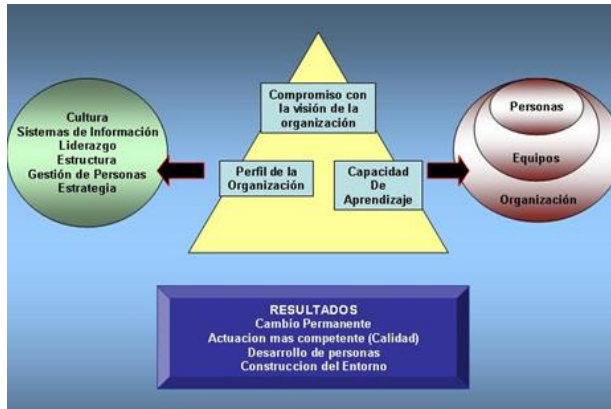 Compromiso con
la visión de la
organización
Cultura
Sistemas de Información
Liderazgo
Estructura
Gestión de Personas
Estrategia
Perfil de la
Organización
Capacidad
De
Aprendizaje
Personas
Equipos
Organización
RESULTADOS
Cambio Permanente
Actuacion mas competente (Calidad)
Desarrollo de personas
Construccion del Entorno